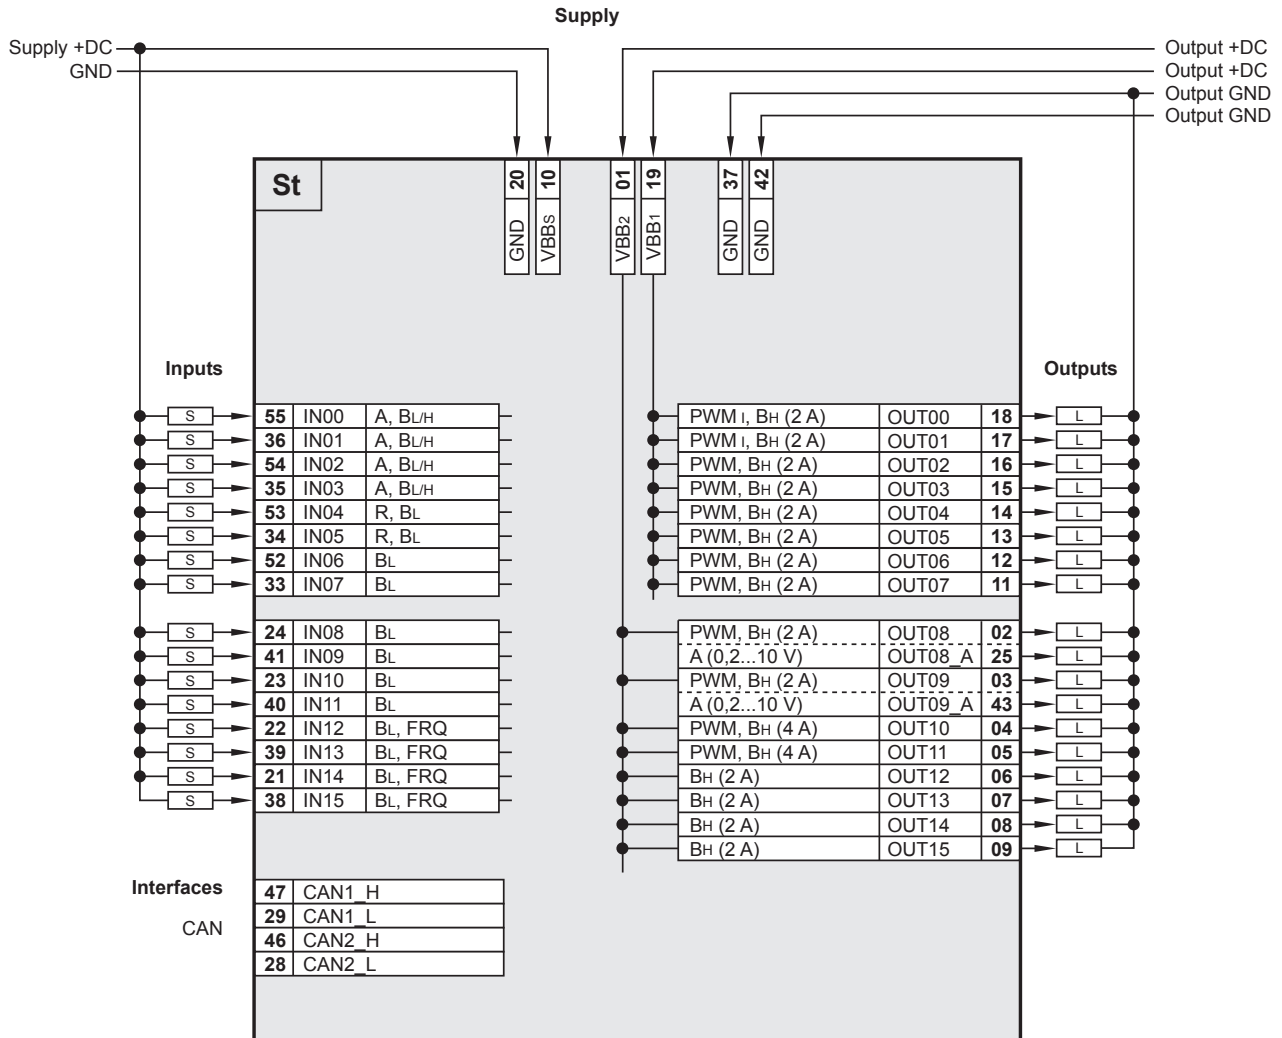 Supply
Supply +DC
GND
Output +DC
Output +DC
Output GND
Output GND
St
20 GND
10 VBBS
01 VBB2
19 VBB1
37 GND
42 GND
Inputs
Outputs
S 55 IN00 A, BL/H
S 36 IN01 A, BL/H
S 54 IN02 A, BL/H
S 35 IN03 A, BL/H
S 53 IN04 R, BL
S 34 IN05 R, BL
S 52 IN06 BL
S 33 IN07 BL
S 24 IN08 BL
S 41 IN09 BL
S 23 IN10 BL
S 40 IN11 BL
S 22 IN12 BL, FRQ
S 39 IN13 BL, FRQ
S 21 IN14 BL, FRQ
S 38 IN15 BL, FRQ
PWM I, BH (2 A) OUT00 18 L
PWM I, BH (2 A) OUT01 17 L
PWM, BH (2 A) OUT02 16 L
PWM, BH (2 A) OUT03 15 L
PWM, BH (2 A) OUT04 14 L
PWM, BH (2 A) OUT05 13 L
PWM, BH (2 A) OUT06 12 L
PWM, BH (2 A) OUT07 11 L
PWM, BH (2 A) OUT08 02 L
A (0,2...10 V) OUT08_A 25 L
PWM, BH (2 A) OUT09 03 L
A (0,2...10 V) OUT09_A 43 L
PWM, BH (4 A) OUT10 04 L
PWM, BH (4 A) OUT11 05 L
BH (2 A) OUT12 06 L
BH (2 A) OUT13 07 L
BH (2 A) OUT14 08 L
BH (2 A) OUT15 09 L
Interfaces
CAN
47 CAN1_H
29 CAN1_L
46 CAN2_H
28 CAN2_L